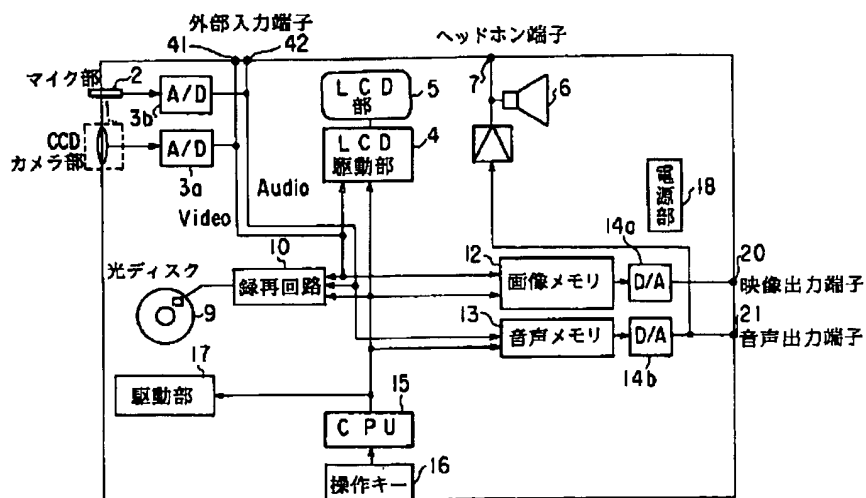 外部入力端子
41
42
ヘッドホン端子
マイク部
2
A/D
3b
CCD
カメラ部
A/D
3a
LCD
部
5
LCD
駆動部
4
7
6
電源部
18
Audio
Video
10
光ディスク
9
録再回路
12
画像メモリ
14a
D/A
20
映像出力端子
13
音声メモリ
D/A
14b
21
音声出力端子
17
駆動部
15
CPU
操作キー
16